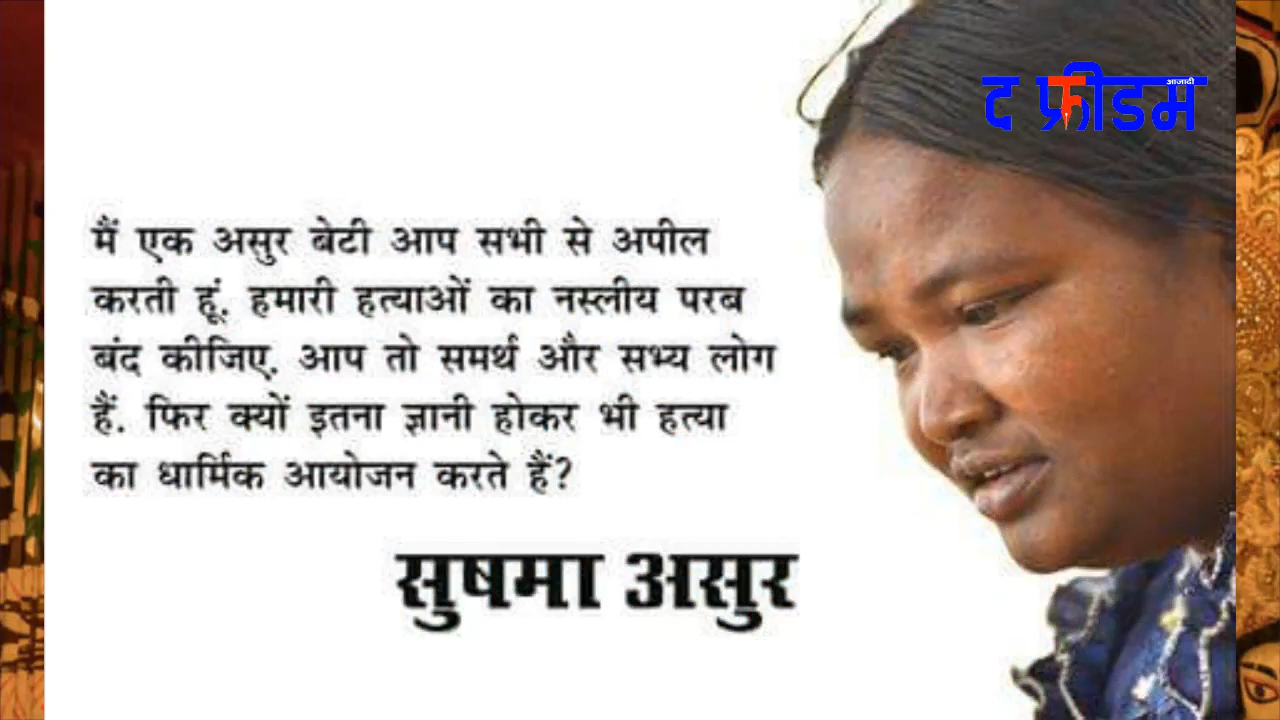 आजादी
द फ्रीडम
मैं एक असुर बेटी आप सभी से अपील
करती हूं. हमारी हत्याओं का नस्लीय परब
बंद कीजिए. आप तो समर्थ और सभ्य लोग
हैं. फिर क्यों इतना ज्ञानी होकर भी हत्या
का धार्मिक आयोजन करते हैं?
सुषमा असुर